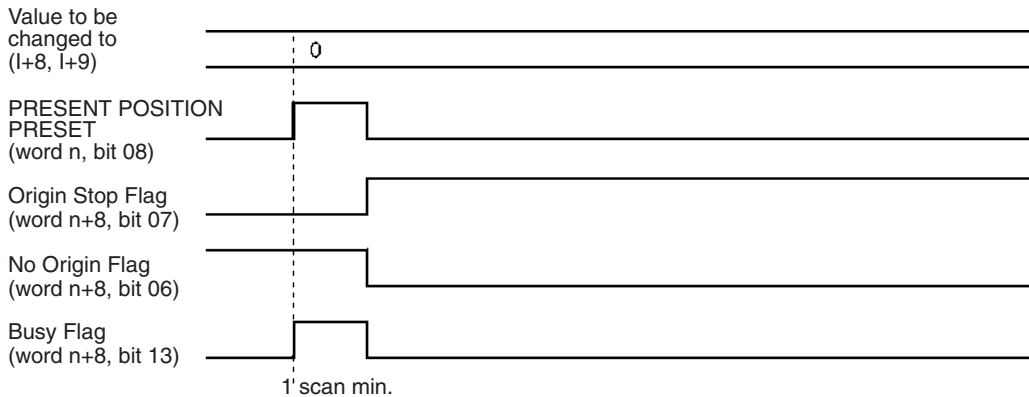 Value to be
changed to
(I+8, I+9)
0
PRESENT POSITION
PRESET
(word n, bit 08)
Origin Stop Flag
(word n+8, bit 07)
No Origin Flag
(word n+8, bit 06)
Busy Flag
(word n+8, bit 13)
1 scan min.